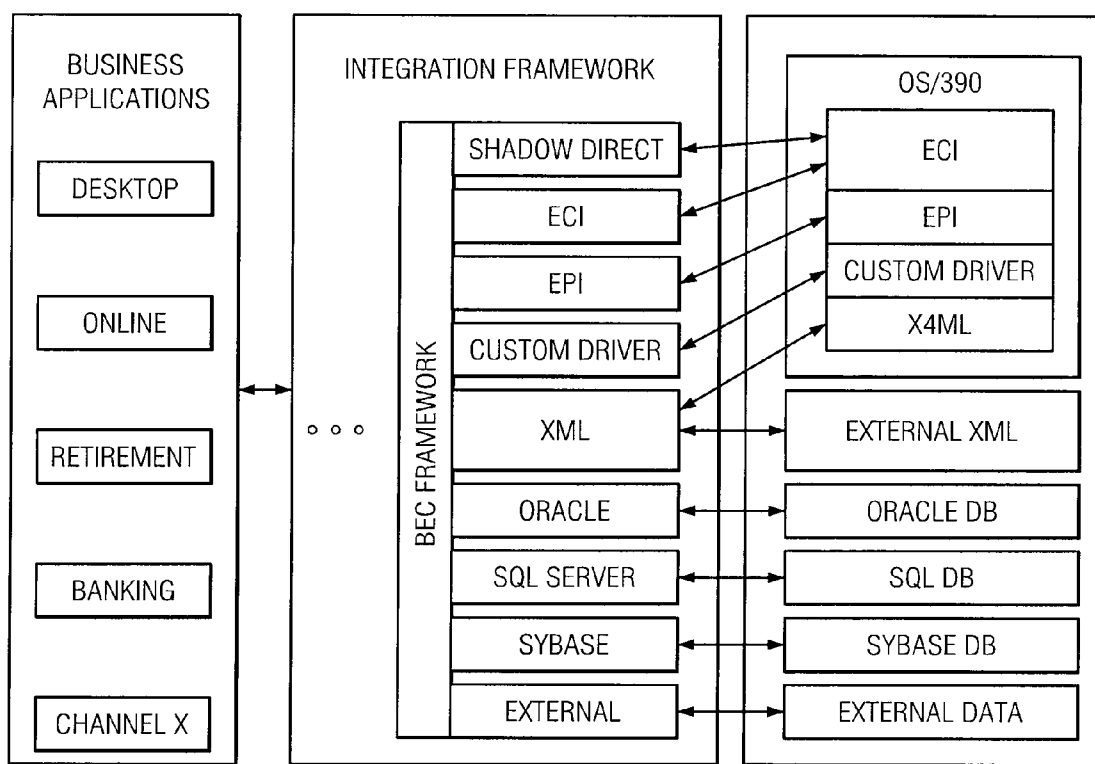 BUSINESS
APPLICATIONS
DESKTOP
ONLINE
RETIREMENT
BANKING
CHANNEL X
INTEGRATION FRAMEWORK
BEC FRAMEWORK
SHADOW DIRECT
ECI
EPI
CUSTOM DRIVER
XML
ORACLE
SQL SERVER
SYBASE
EXTERNAL
OS/390
ECI
EPI
CUSTOM DRIVER
X4ML
EXTERNAL XML
ORACLE DB
SQL DB
SYBASE DB
EXTERNAL DATA